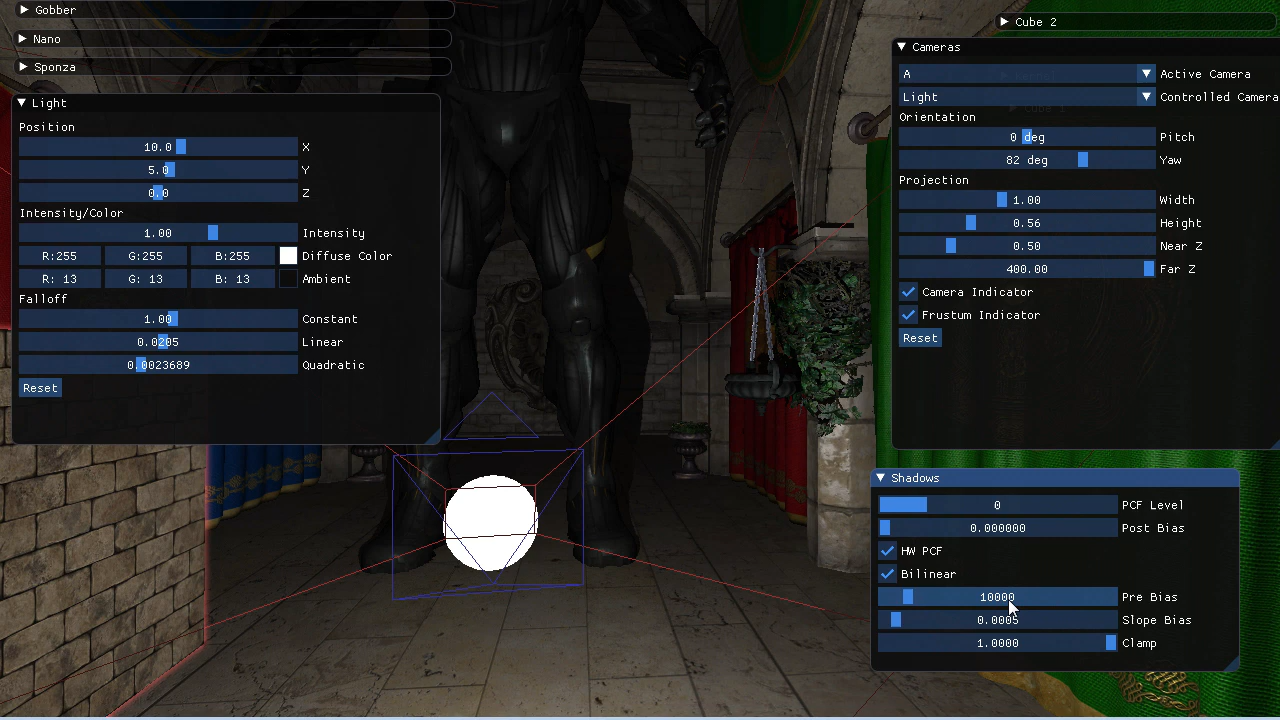 Gobber
Nano
Sponza
Light
Position
10.0 X
5.0 Y
0.0 Z
Intensity/Color
1.00 Intensity
R:255 G:255 B:255 Diffuse Color
R: 13 G: 13 B: 13 Ambient
Falloff
1.00 Constant
0.0205 Linear
0.0023689 Quadratic
Reset
Cube 2
Cameras
A Active Camera
Light Controlled Camera
Orientation
0 deg Pitch
82 deg Yaw
Projection
1.00 Width
0.56 Height
0.50 Near Z
400.00 Far Z
Camera Indicator
Frustum Indicator
Reset
Shadows
0 PCF Level
0.000000 Post Bias
HW PCF
Bilinear
10000 Pre Bias
0.0005 Slope Bias
1.0000 Clamp